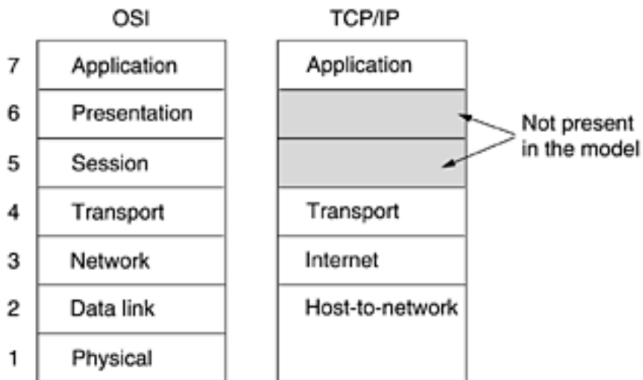 OSI TCP/IP
7 Application Application
6 Presentation
Not present
in the model
5 Session
4 Transport Transport
3 Network Internet
2 Data link Host-to-network
1 Physical